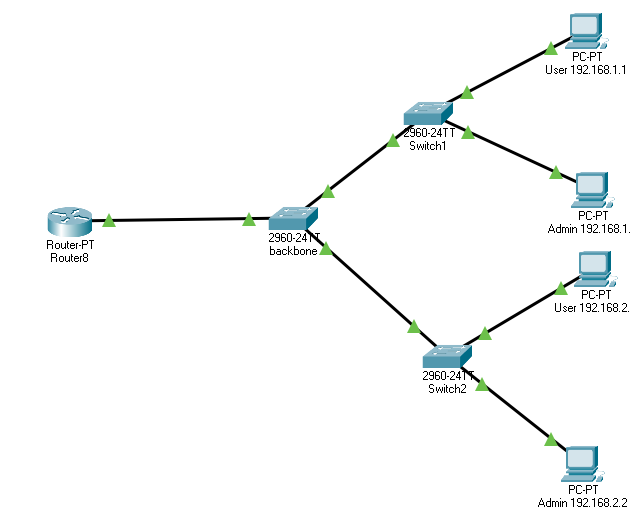 PC-PT
User 192.168.1.1
2960-24TT
Switch1
PC-PT
Admin 192.168.1.
Router-PT
Router8
2960-24TT
backbone
PC-PT
User 192.168.2.
2960-24TT
Switch2
PC-PT
Admin 192.168.2.2